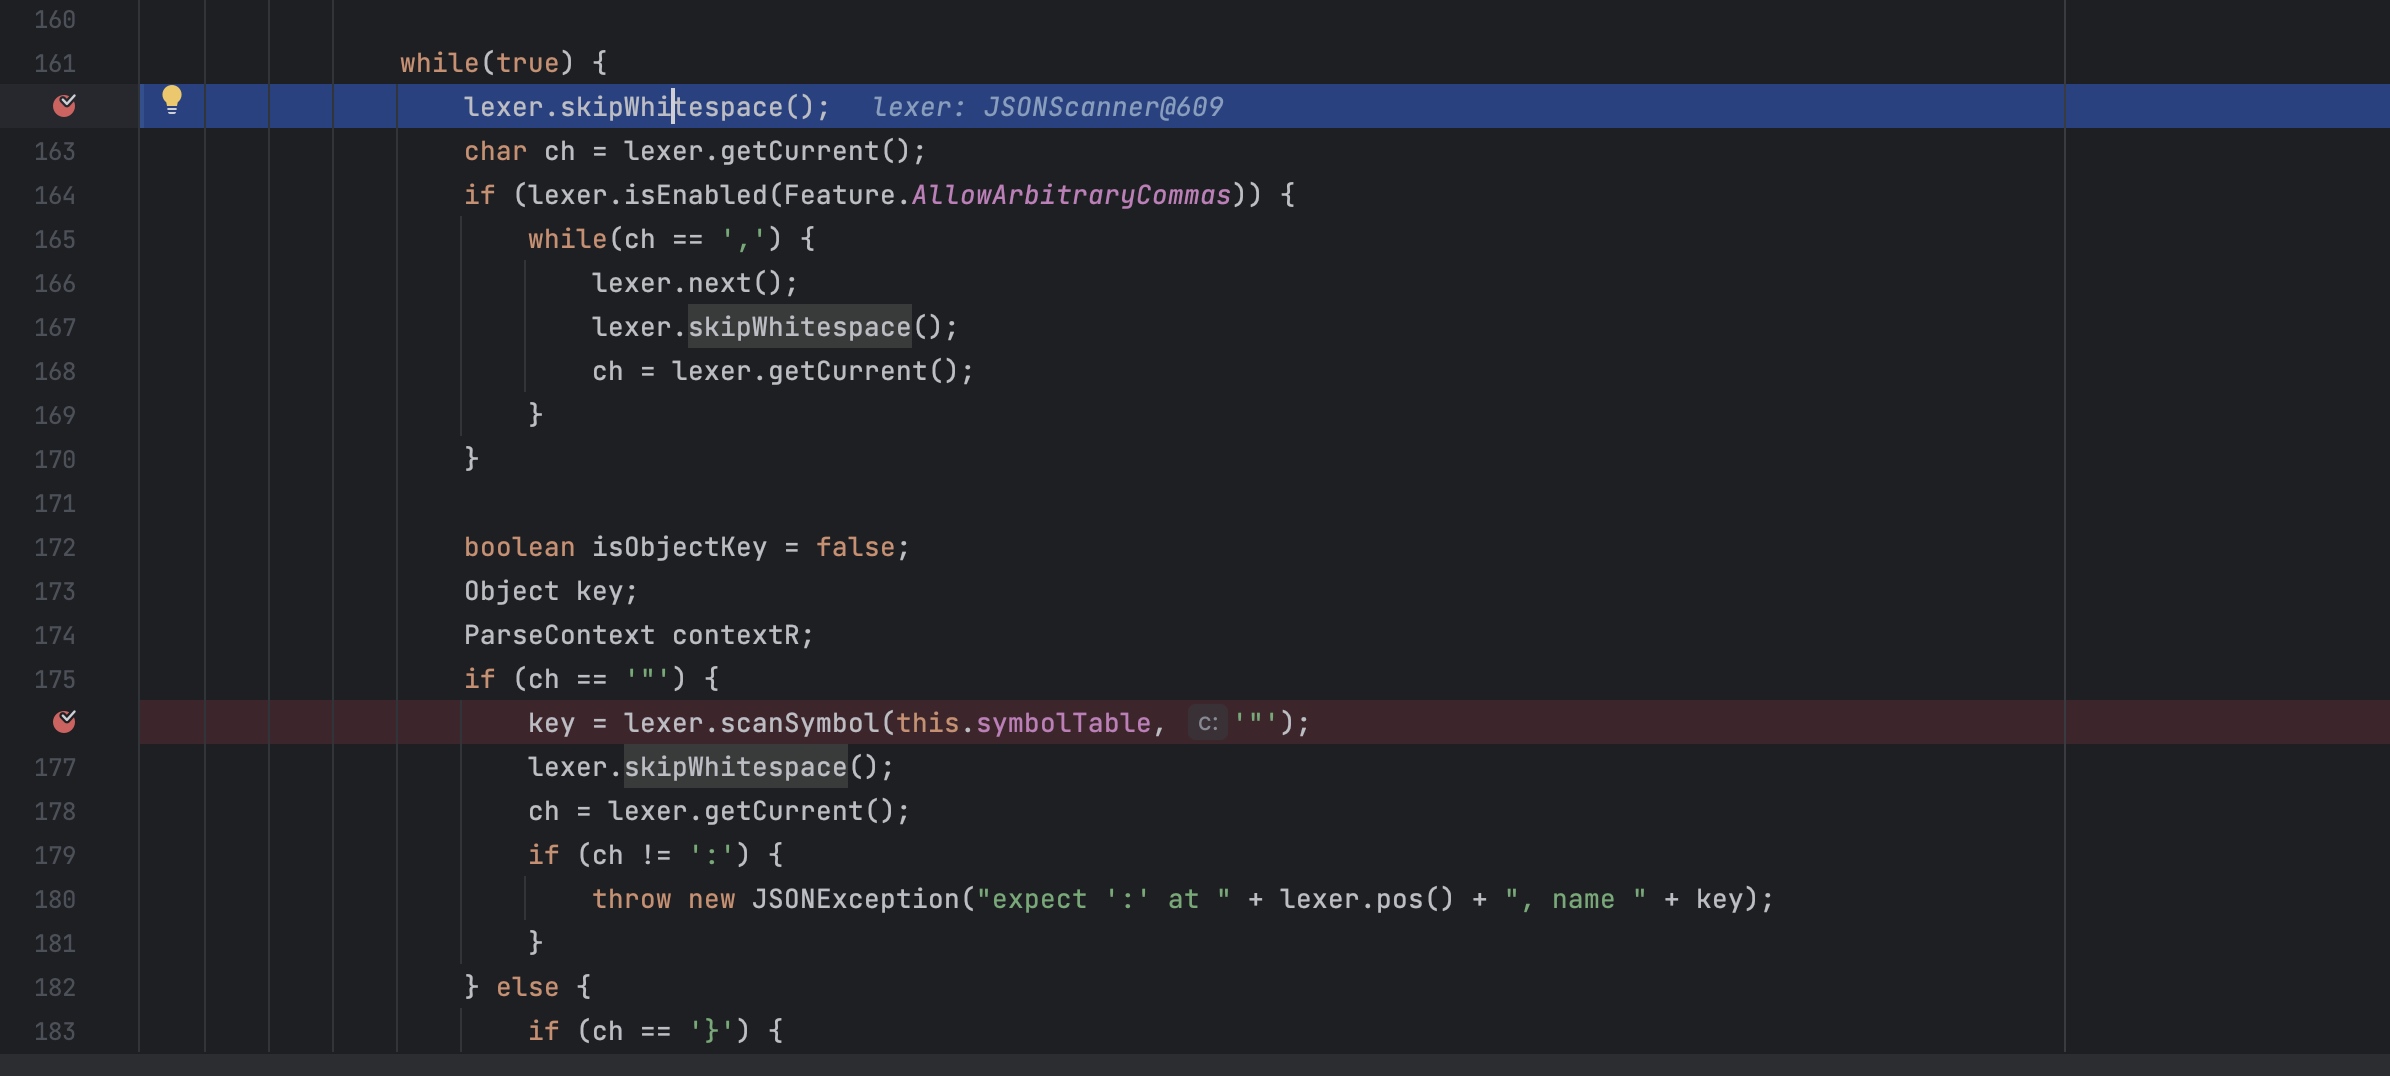 160
161 while(true) {
lexer.skipWhitespace(); lexer: JSONScanner@609
163 char ch = lexer.getCurrent();
164 if (lexer.isEnabled(Feature.AllowArbitraryCommas)) {
165 while(ch == ',') {
166 lexer.next();
167 lexer.skipWhitespace();
168 ch = lexer.getCurrent();
169 }
170 }
171
172 boolean isObjectKey = false;
173 Object key;
174 ParseContext contextR;
175 if (ch == '"') {
key = lexer.scanSymbol(this.symbolTable, c: '"');
177 lexer.skipWhitespace();
178 ch = lexer.getCurrent();
179 if (ch != ':') {
180 throw new JSONException("expect ':' at " + lexer.pos() + ", name " + key);
181 }
182 } else {
183 if (ch == '}') {